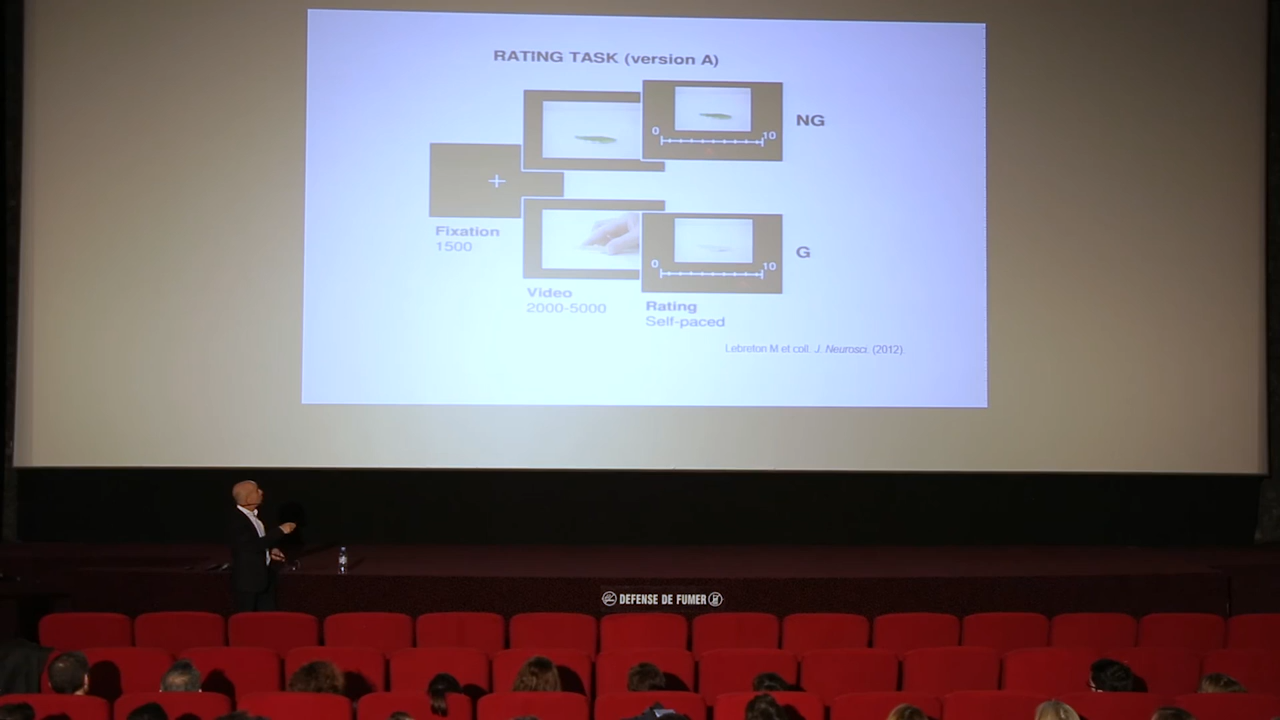 RATING TASK (version A)
0
10
NG
Fixation
1500
0
10
G
Video
2000-5000
Rating
Self-paced
Lebreton M et coll. J. Neurosci. (2012).
DEFENSE DE FUMER